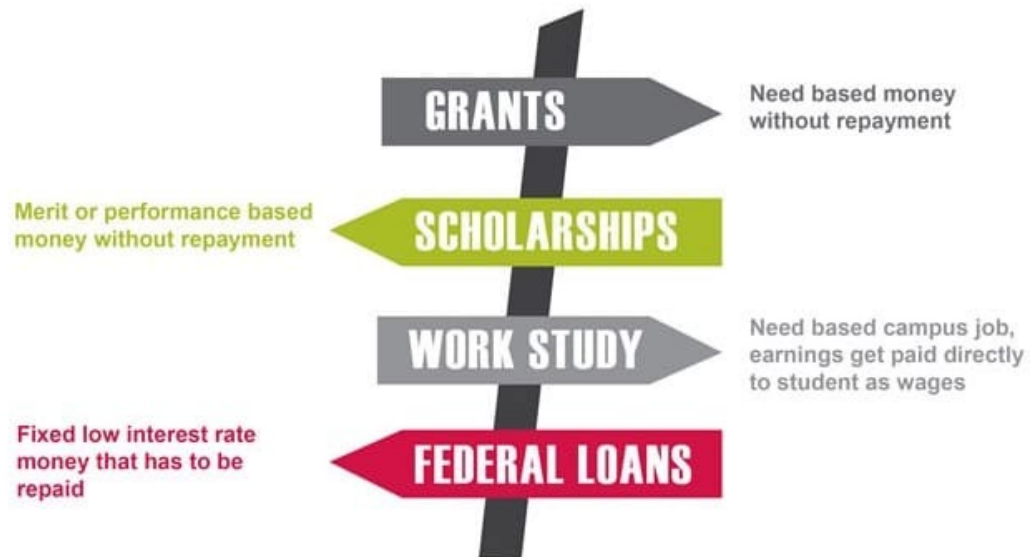 GRANTS
Need based money
without repayment
SCHOLARSHIPS
Merit or performance based
money without repayment
WORK STUDY
Need based campus job,
earnings get paid directly
to student as wages
FEDERAL LOANS
Fixed low interest rate
money that has to be
repaid